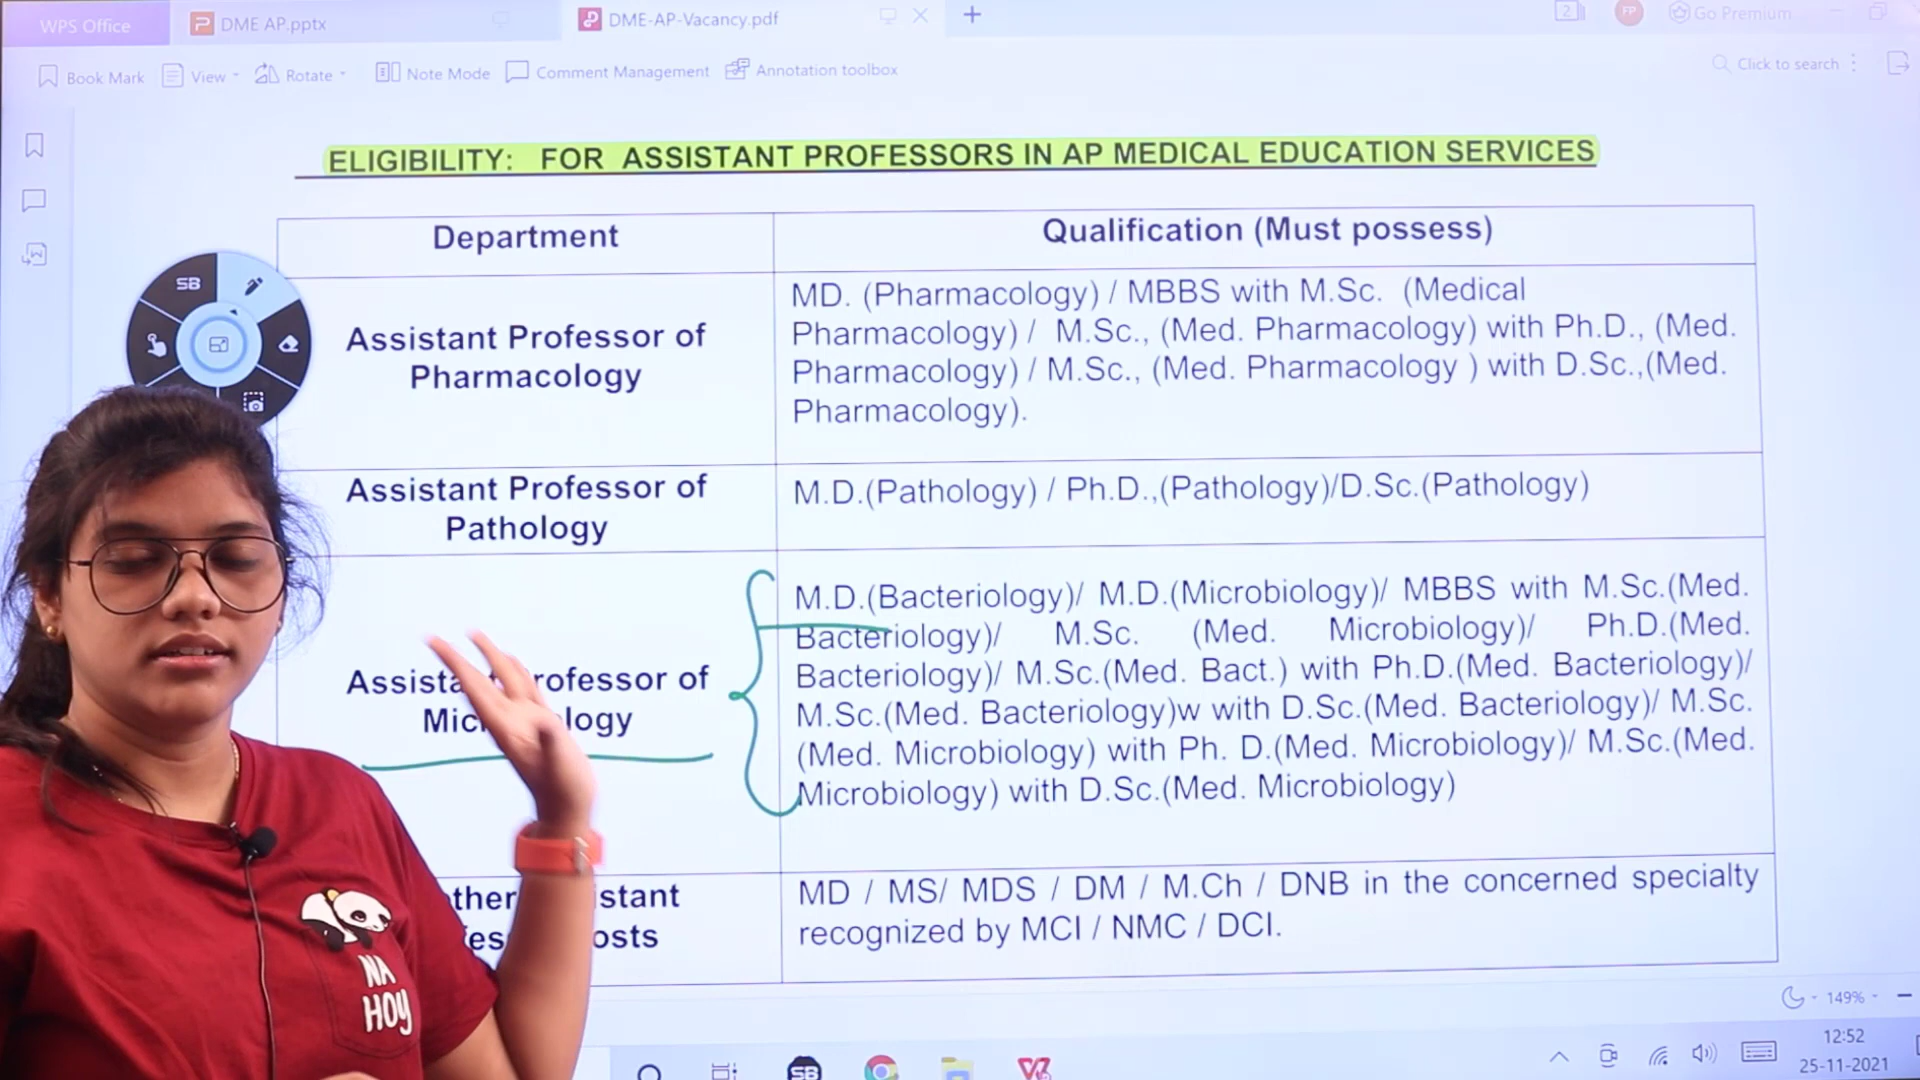 WPS Office
DME AP.pptx
DME-AP-Vacancy.pdf
2
FP
Go Premium
Book Mark
View
Rotate
Note Mode
Comment Management
Annotation toolbox
Click to search
ELIGIBILITY: FOR ASSISTANT PROFESSORS IN AP MEDICAL EDUCATION SERVICES
Department
Qualification (Must possess)
SB
Assistant Professor of
Pharmacology
MD. (Pharmacology) / MBBS with M.Sc. (Medical
Pharmacology) / M.Sc., (Med. Pharmacology) with Ph.D., (Med.
Pharmacology) / M.Sc., (Med. Pharmacology ) with D.Sc.,(Med.
Pharmacology).
Assistant Professor of
Pathology
M.D.(Pathology) / Ph.D.,(Pathology)/D.Sc.(Pathology)
of
M.D.(Bacteriology)/ M.D.(Microbiology)/ MBBS with M.Sc.(Med.
Bacteriology)/ M.Sc. (Med. Microbiology)/ Ph.D.(Med.
Bacteriology)/ M.Sc.(Med. Bact.) with Ph.D.(Med. Bacteriology)/
M.Sc.(Med. Bacteriology)w with D.Sc.(Med. Bacteriology)/ M.Sc.
(Med. Microbiology) with Ph. D.(Med. Microbiology)/ M.Sc.(Med.
Microbiology) with D.Sc.(Med. Microbiology)
MD / MS/ MDS / DM / M.Ch / DNB in the concerned specialty
recognized by MCI / NMC / DCI.
NA
HOY
149%
SB
12:52
25-11-2021